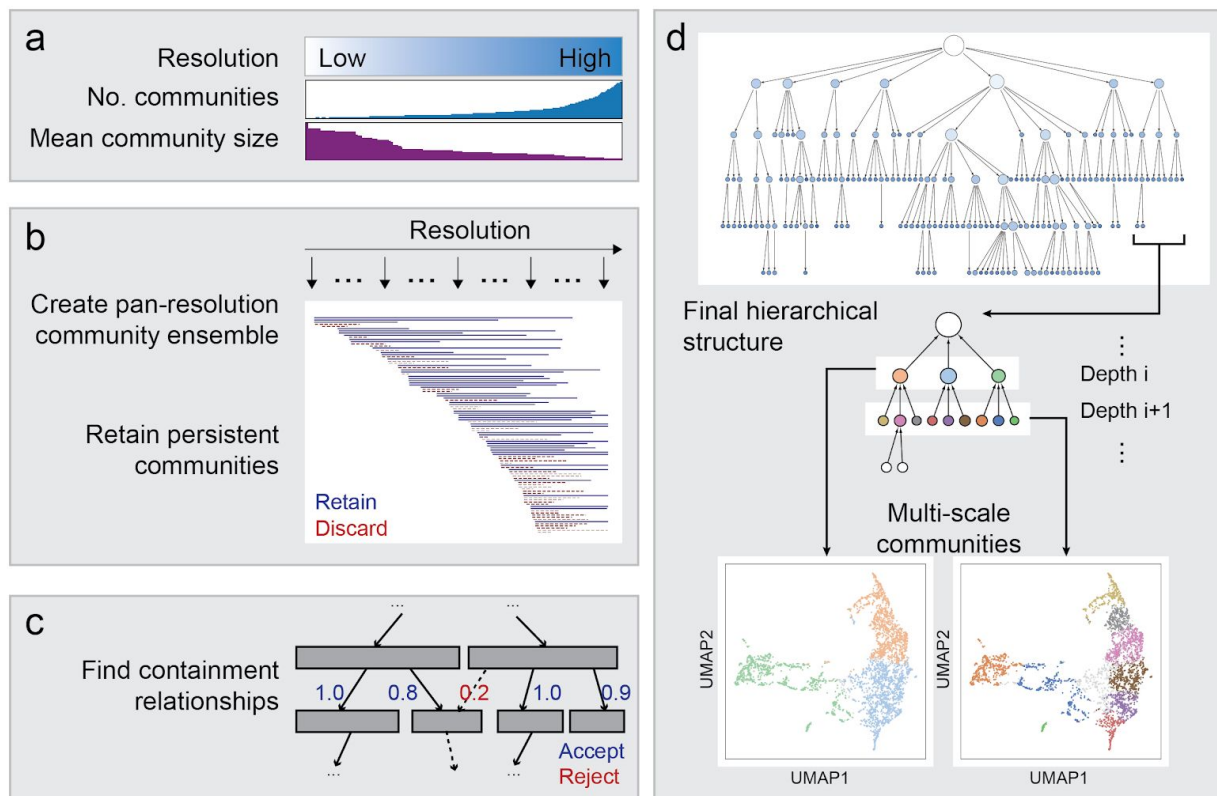 a
Resolution
Low
High
No. communities
Mean community size
b
Resolution
... ... ... ...
Create pan-resolution
community ensemble
Retain persistent
communities
Retain
Discard
c
... ...
Find containment
relationships
1.0 0.8 0.2 1.0 0.9
Accept
Reject
... ...
d
Final hierarchical
structure
⋮
Depth i
Depth i+1
⋮
Multi-scale
communities
UMAP2
UMAP1
UMAP2
UMAP1